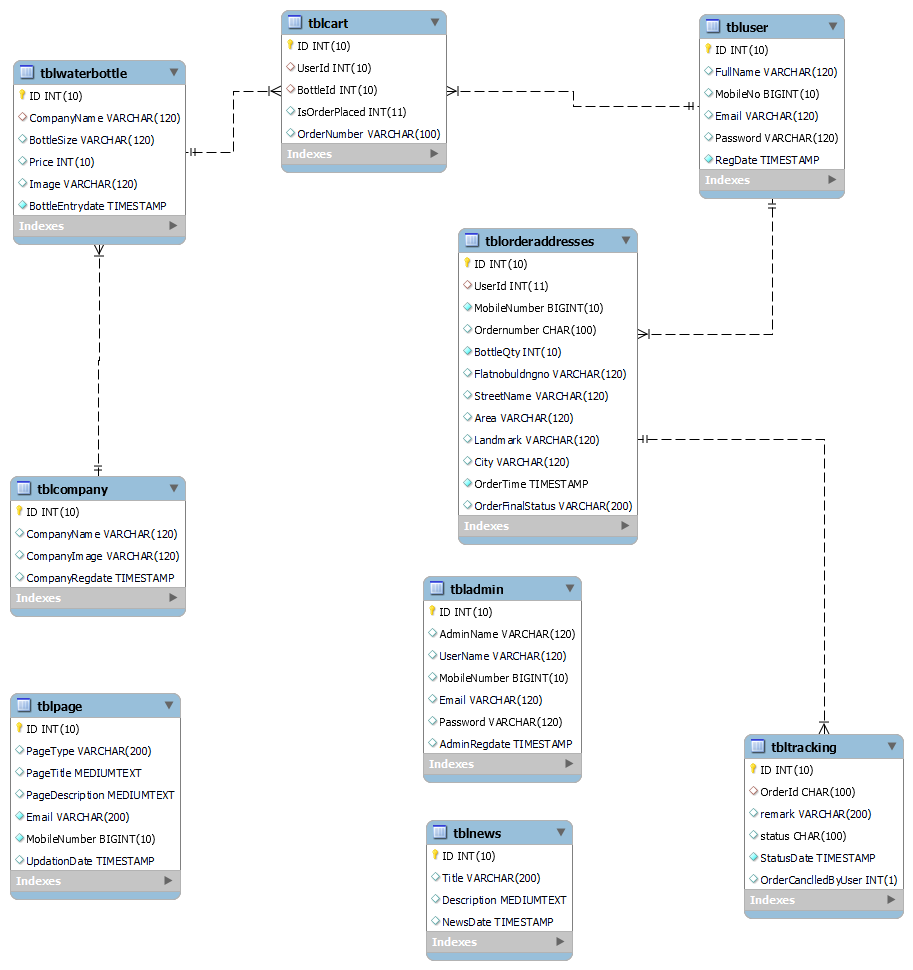 tblcart
ID INT(10)
UserId INT(10)
BottleId INT(10)
IsOrderPlaced INT(11)
OrderNumber VARCHAR(100)
Indexes
tbluser
ID INT(10)
FullName VARCHAR(120)
MobileNo BIGINT(10)
Email VARCHAR(120)
Password VARCHAR(120)
RegDate TIMESTAMP
Indexes
tblwaterbottle
ID INT(10)
CompanyName VARCHAR(120)
BottleSize VARCHAR(120)
Price INT(10)
Image VARCHAR(120)
BottleEntrydate TIMESTAMP
Indexes
tblorderaddresses
ID INT(10)
UserId INT(11)
MobileNumber BIGINT(10)
Ordernumber CHAR(100)
BottleQty INT(10)
Flatnobuldngno VARCHAR(120)
StreetName VARCHAR(120)
Area VARCHAR(120)
Landmark VARCHAR(120)
City VARCHAR(120)
OrderTime TIMESTAMP
OrderFinalStatus VARCHAR(200)
Indexes
tblcompany
ID INT(10)
CompanyName VARCHAR(120)
CompanyImage VARCHAR(120)
CompanyRegdate TIMESTAMP
Indexes
tbladmin
ID INT(10)
AdminName VARCHAR(120)
UserName VARCHAR(120)
MobileNumber BIGINT(10)
Email VARCHAR(120)
Password VARCHAR(120)
AdminRegdate TIMESTAMP
Indexes
tblpage
ID INT(10)
PageType VARCHAR(200)
PageTitle MEDIUMTEXT
PageDescription MEDIUMTEXT
Email VARCHAR(200)
MobileNumber BIGINT(10)
UpdationDate TIMESTAMP
Indexes
tbltracking
ID INT(10)
OrderId CHAR(100)
remark VARCHAR(200)
status CHAR(100)
StatusDate TIMESTAMP
OrderCanclledByUser INT(1)
Indexes
tblnews
ID INT(10)
Title VARCHAR(200)
Description MEDIUMTEXT
NewsDate TIMESTAMP
Indexes